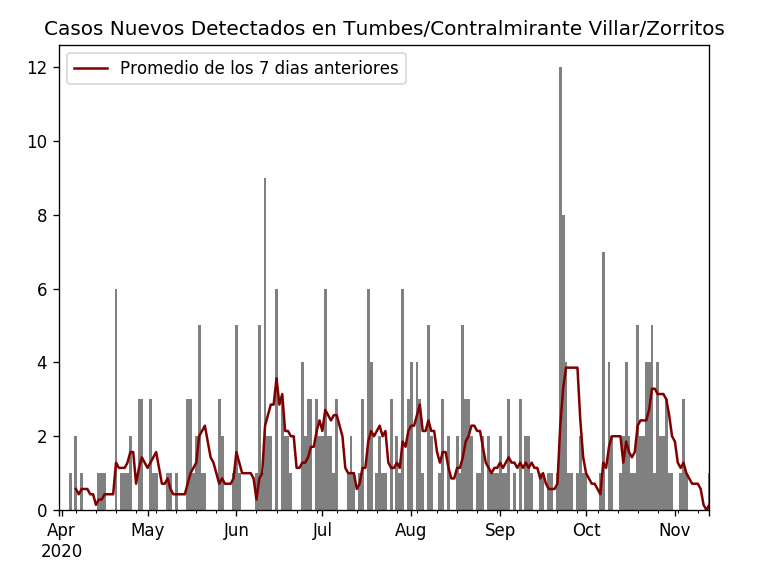 Casos Nuevos Detectados en Tumbes/Contralmirante Villar/Zorritos
Promedio de los 7 dias anteriores
12
10
8
6
4
2
0
Apr May Jun Jul Aug Sep Oct Nov
2020